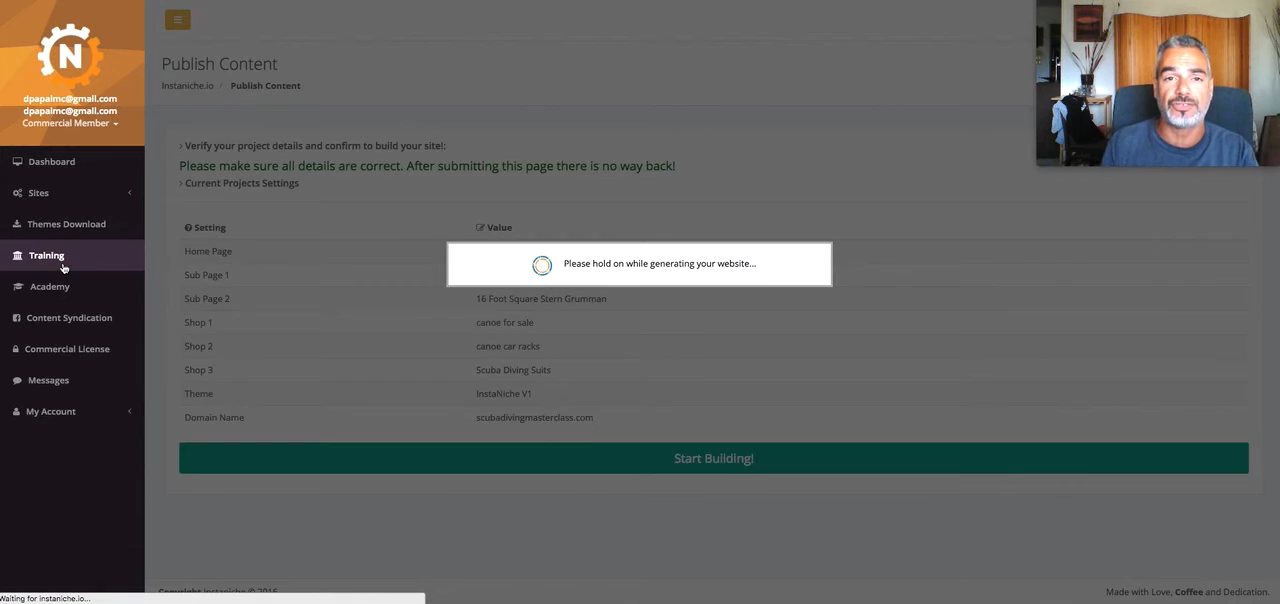 N
dpapaimc@gmail.com
dpapaimc@gmail.com
Commercial Member
Dashboard
Sites
Themes Download
Training
Academy
Content Syndication
Commercial License
Messages
My Account
Publish Content
Instaniche.io / Publish Content
› Verify your project details and confirm to build your site!:
Please make sure all details are correct. After submitting this page there is no way back!
› Current Projects Settings
Setting Value
Home Page
Sub Page 1
Sub Page 2 16 Foot Square Stern Grumman
Shop 1 canoe for sale
Shop 2 canoe car racks
Shop 3 Scuba Diving Suits
Theme InstaNiche V1
Domain Name scubadivingmasterclass.com
Please hold on while generating your website...
Start Building!
Waiting for instaniche.io...
Copyright Instaniche © 2016
Made with Love, Coffee and Dedication.